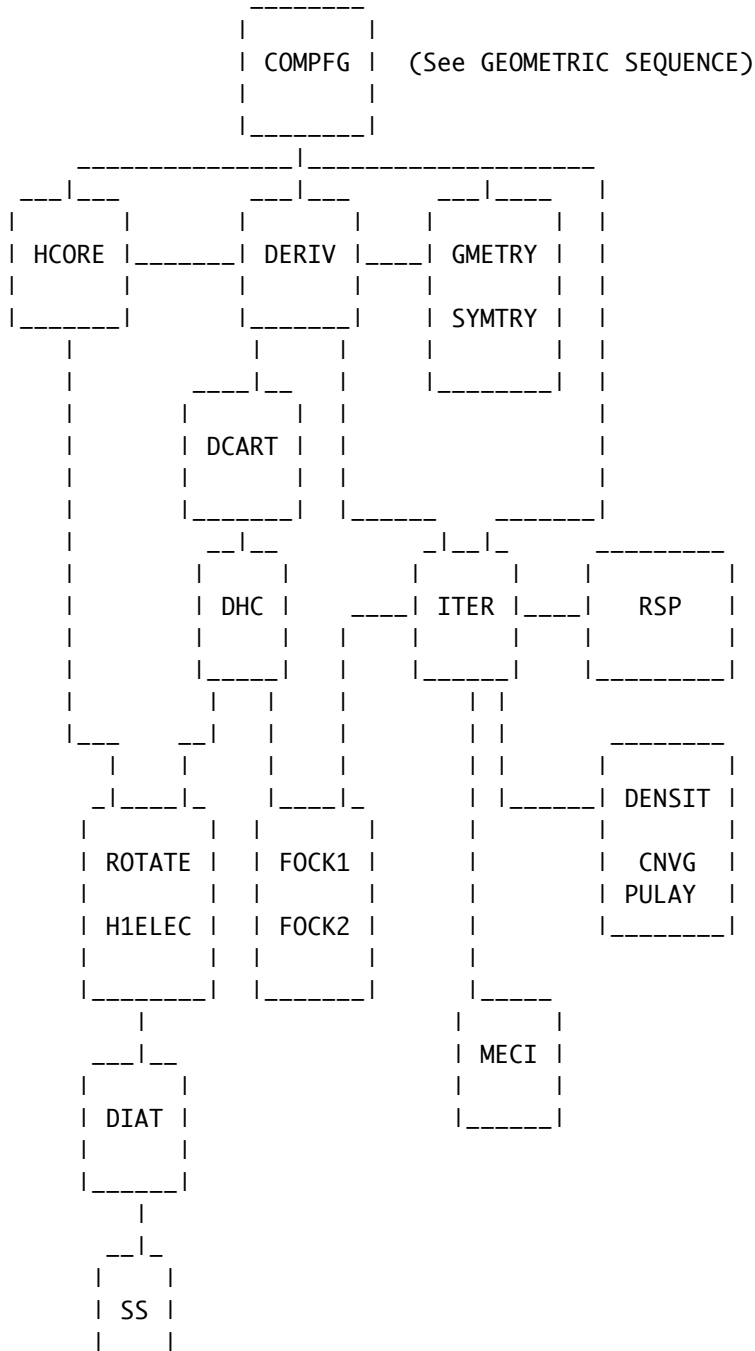 COMPFG (See GEOMETRIC SEQUENCE)
HCORE DERIV GMETRY
SYMTRY
DCART
DHC ITER RSP
DENSIT
ROTATE FOCK1 CNVG
PULAY
H1ELEC FOCK2
MECI
DIAT
SS